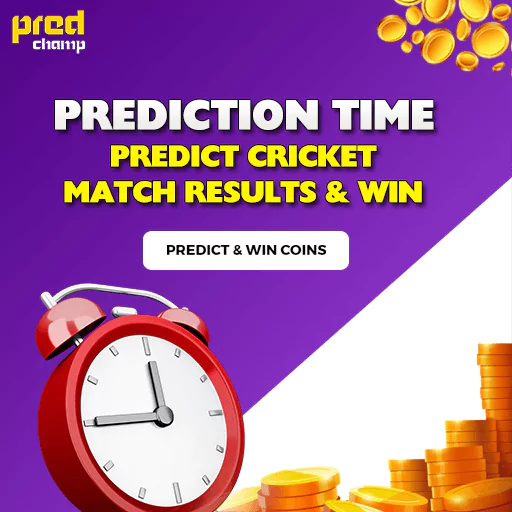 pred
champ
PREDICTION TIME
PREDICT CRICKET
MATCH RESULTS & WIN
PREDICT & WIN COINS